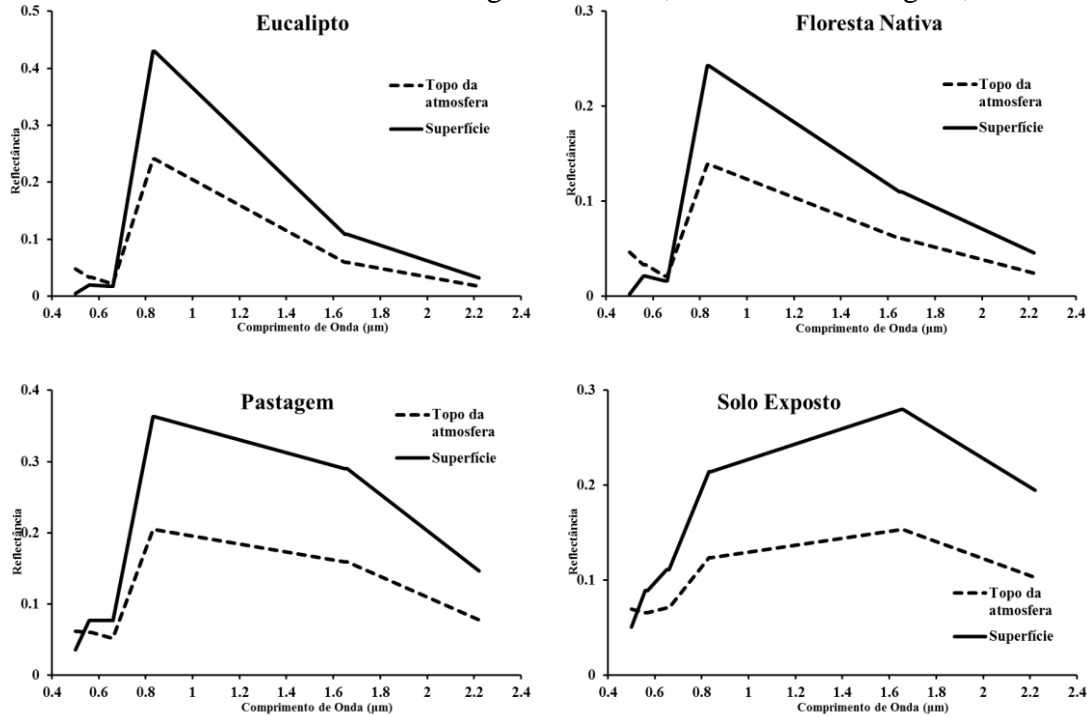 Eucalipto
0.5
0.4
0.3
0.2
0.1
0
Reflectância
Topo da
atmosfera
Superfície
0.4 0.6 0.8 1 1.2 1.4 1.6 1.8 2 2.2 2.4
Comprimento de Onda (µm)
Floresta Nativa
0.3
0.2
0.1
0
Reflectância
Topo da
atmosfera
Superfície
0.4 0.6 0.8 1 1.2 1.4 1.6 1.8 2 2.2 2.4
Comprimento de Onda (µm)
Pastagem
0.4
0.3
0.2
0.1
0
Reflectância
Topo da
atmosfera
Superfície
0.4 0.6 0.8 1 1.2 1.4 1.6 1.8 2 2.2 2.4
Comprimento de Onda (µm)
Solo Exposto
0.3
0.2
0.1
0
Reflectância
Topo da
atmosfera
Superfície
0.4 0.6 0.8 1 1.2 1.4 1.6 1.8 2 2.2 2.4
Comprimento de Onda (µm)